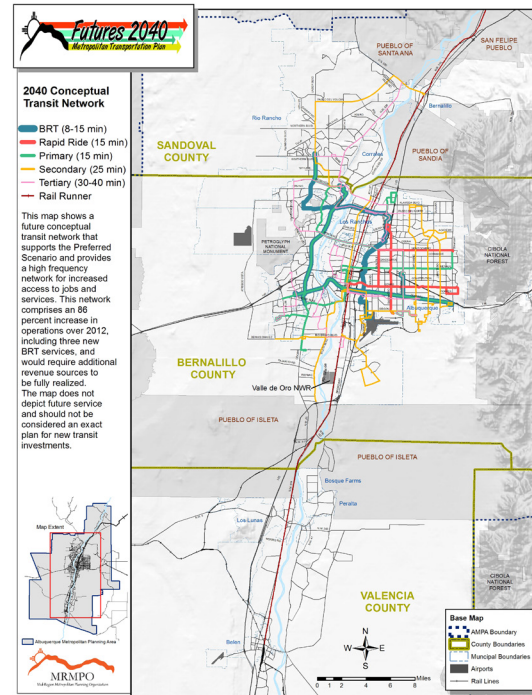 Futures 2040
Metropolitan Transportation Plan
2040 Conceptual
Transit Network
BRT (8-15 min)
Rapid Ride (15 min)
Primary (15 min)
Secondary (25 min)
Tertiary (30-40 min)
Rail Runner
This map shows a
future conceptual
transit network that
supports the Preferred
Scenario and provides
a high frequency
network for increased
access to jobs and
services. This network
comprises an 86
percent increase in
operations over 2012,
including three new
BRT services, and
would require additional
revenue sources to
be fully realized.
The map does not
depict future service
and should not be
considered an exact
plan for new transit
investments.
Map Extent
Albuquerque Metropolitan Planning Area
MRMPO
Mid-Region Metropolitan Planning Organization
PUEBLO OF
SANTA ANA
SAN FELIPE
PUEBLO
Bernalillo
Rio Rancho
SANDOVAL
COUNTY
Corrales
PUEBLO OF
SANDIA
Los Ranchos
PETROGLYPH
NATIONAL
MONUMENT
CIBOLA
NATIONAL
FOREST
Albuquerque
BERNALILLO
COUNTY
Valle de Oro NWR
PUEBLO OF ISLETA
PUEBLO OF ISLETA
Bosque Farms
Peralta
Los Lunas
CIBOLA
NATIONAL
FOREST
VALENCIA
COUNTY
Belen
N
W
E
S
0 2 4 6 8
Miles
Base Map
AMPA Boundary
County Boundaries
Municipal Boundaries
Airports
Rail Lines